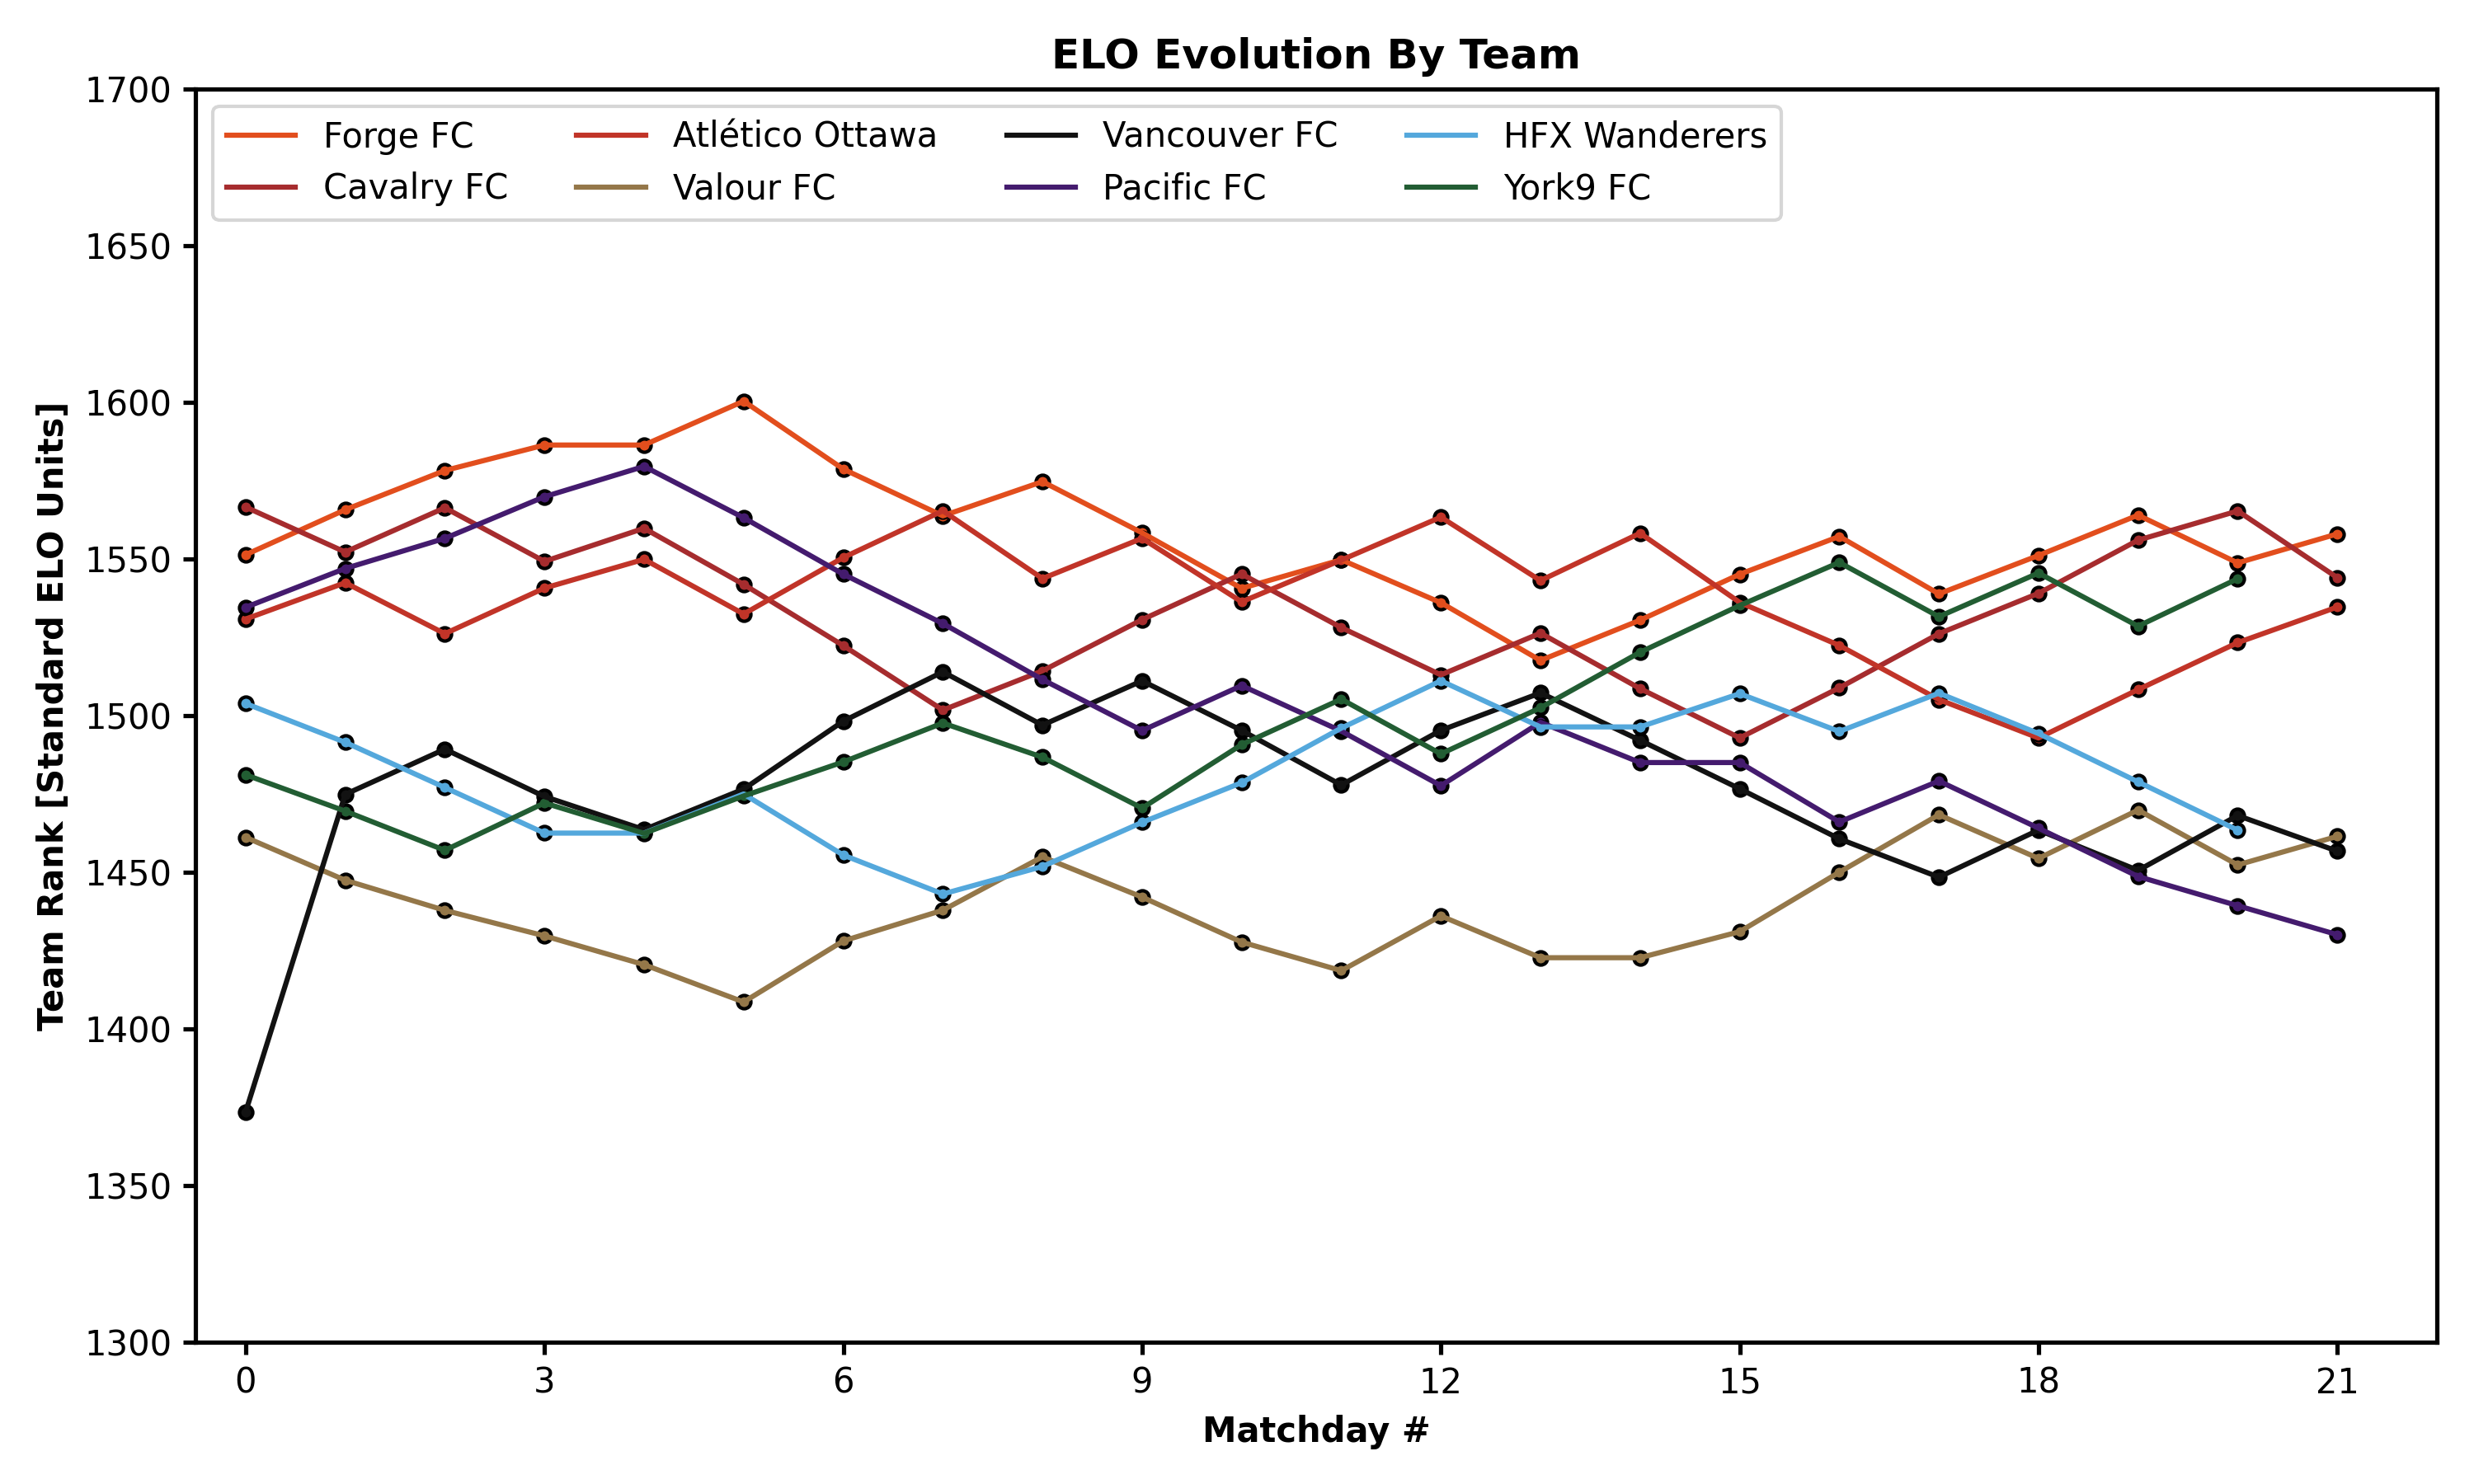 ELO Evolution By Team
1700
1650
1600
1550
1500
1450
1400
1350
1300
Team Rank [Standard ELO Units]
Forge FC Atlético Ottawa Vancouver FC HFX Wanderers
Cavalry FC Valour FC Pacific FC York9 FC
0 3 6 9 12 15 18 21
Matchday #